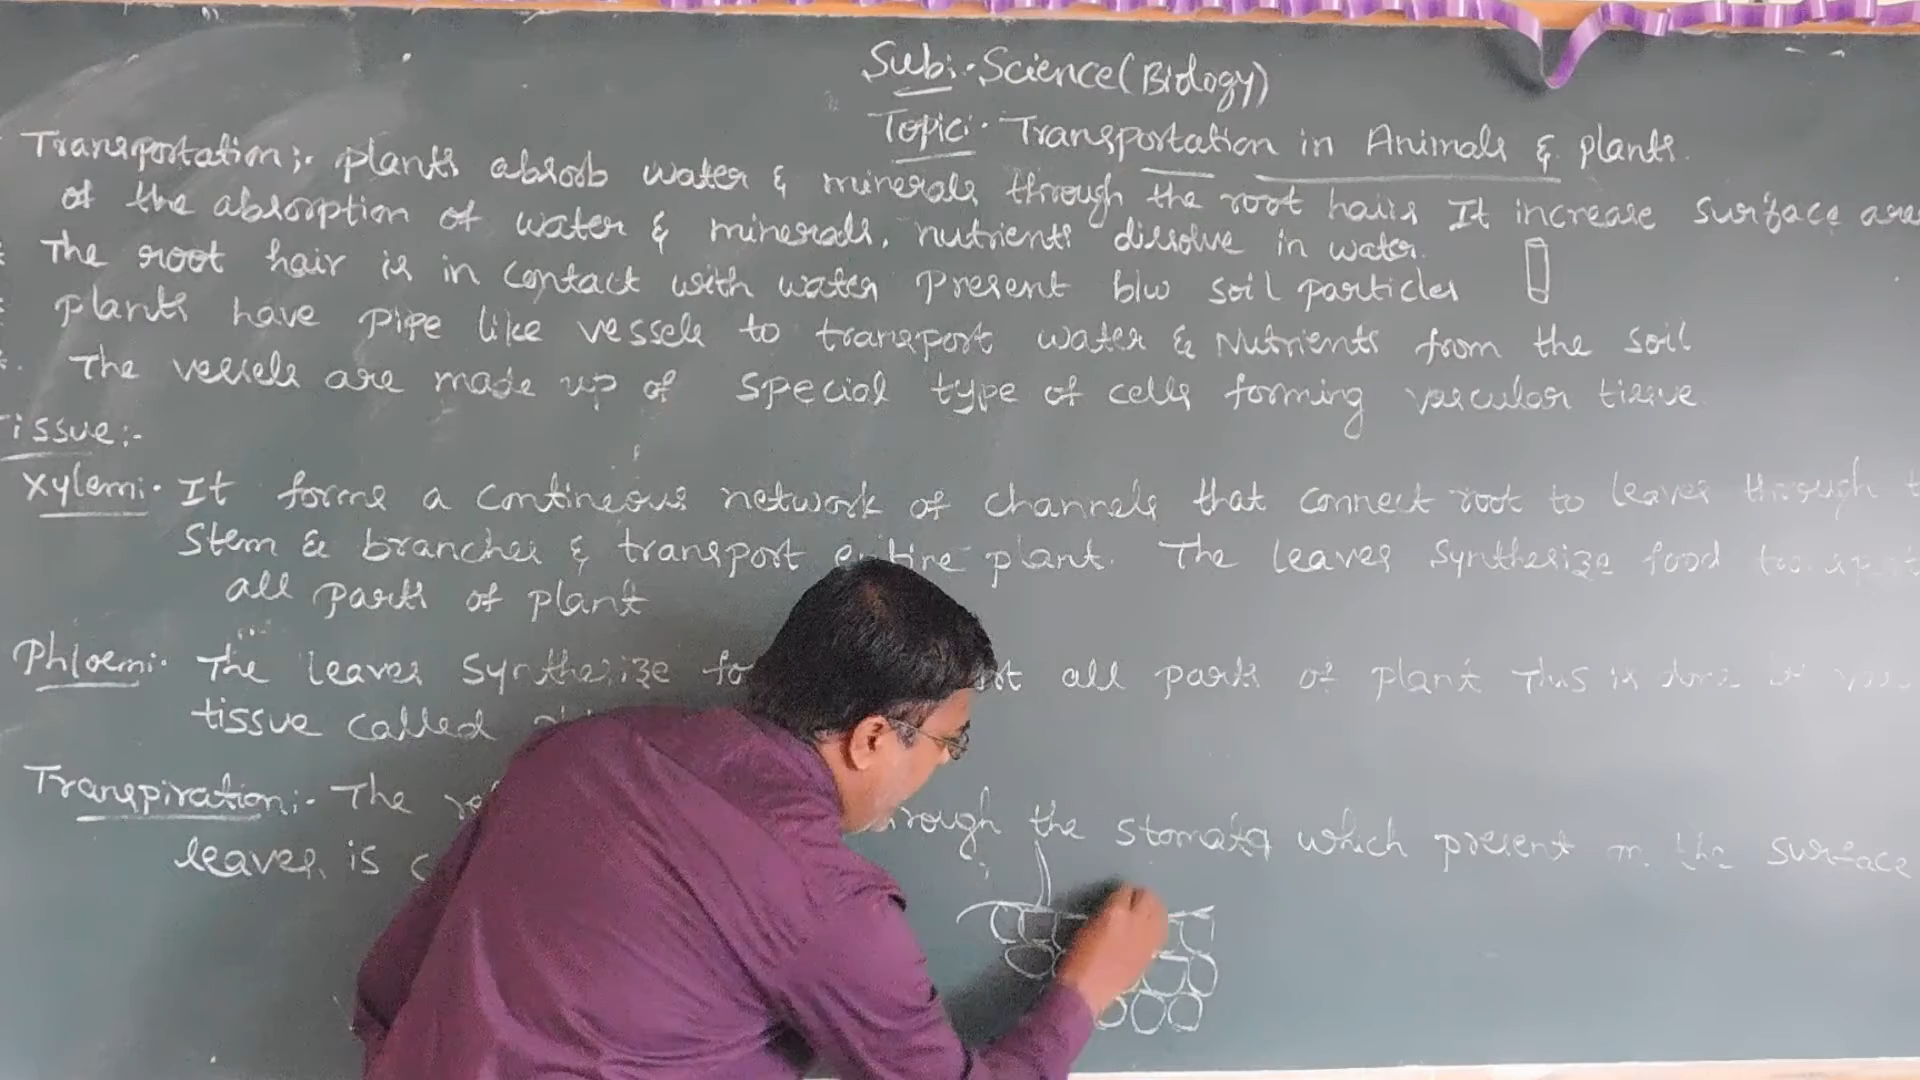 Sub:- Science (Biology)
Topic:- Transportation in Animals & plants.
Transportation:- plants absorb water & minerals through the root hairs It increase surface area
of the absorption of water & minerals, nutrients dissolve in water.
* The root hair is in contact with water present b/w soil particles
* plants have pipe like vessels to transport water & Nutrients from the soil
*. The vessels are made up of special type of cells forming vascular tissue
Tissue:-
Xylem:- It forms a contineous network of channels that connect root to leaves through
Stem & branches & transport entire plant. The leaves Synthesize food
all parts of plant
Phloem:- The leaves Synthesize all parts of plant This is done
tissue called
Transpiration:- The through the stomata which present on the surface
leaves is